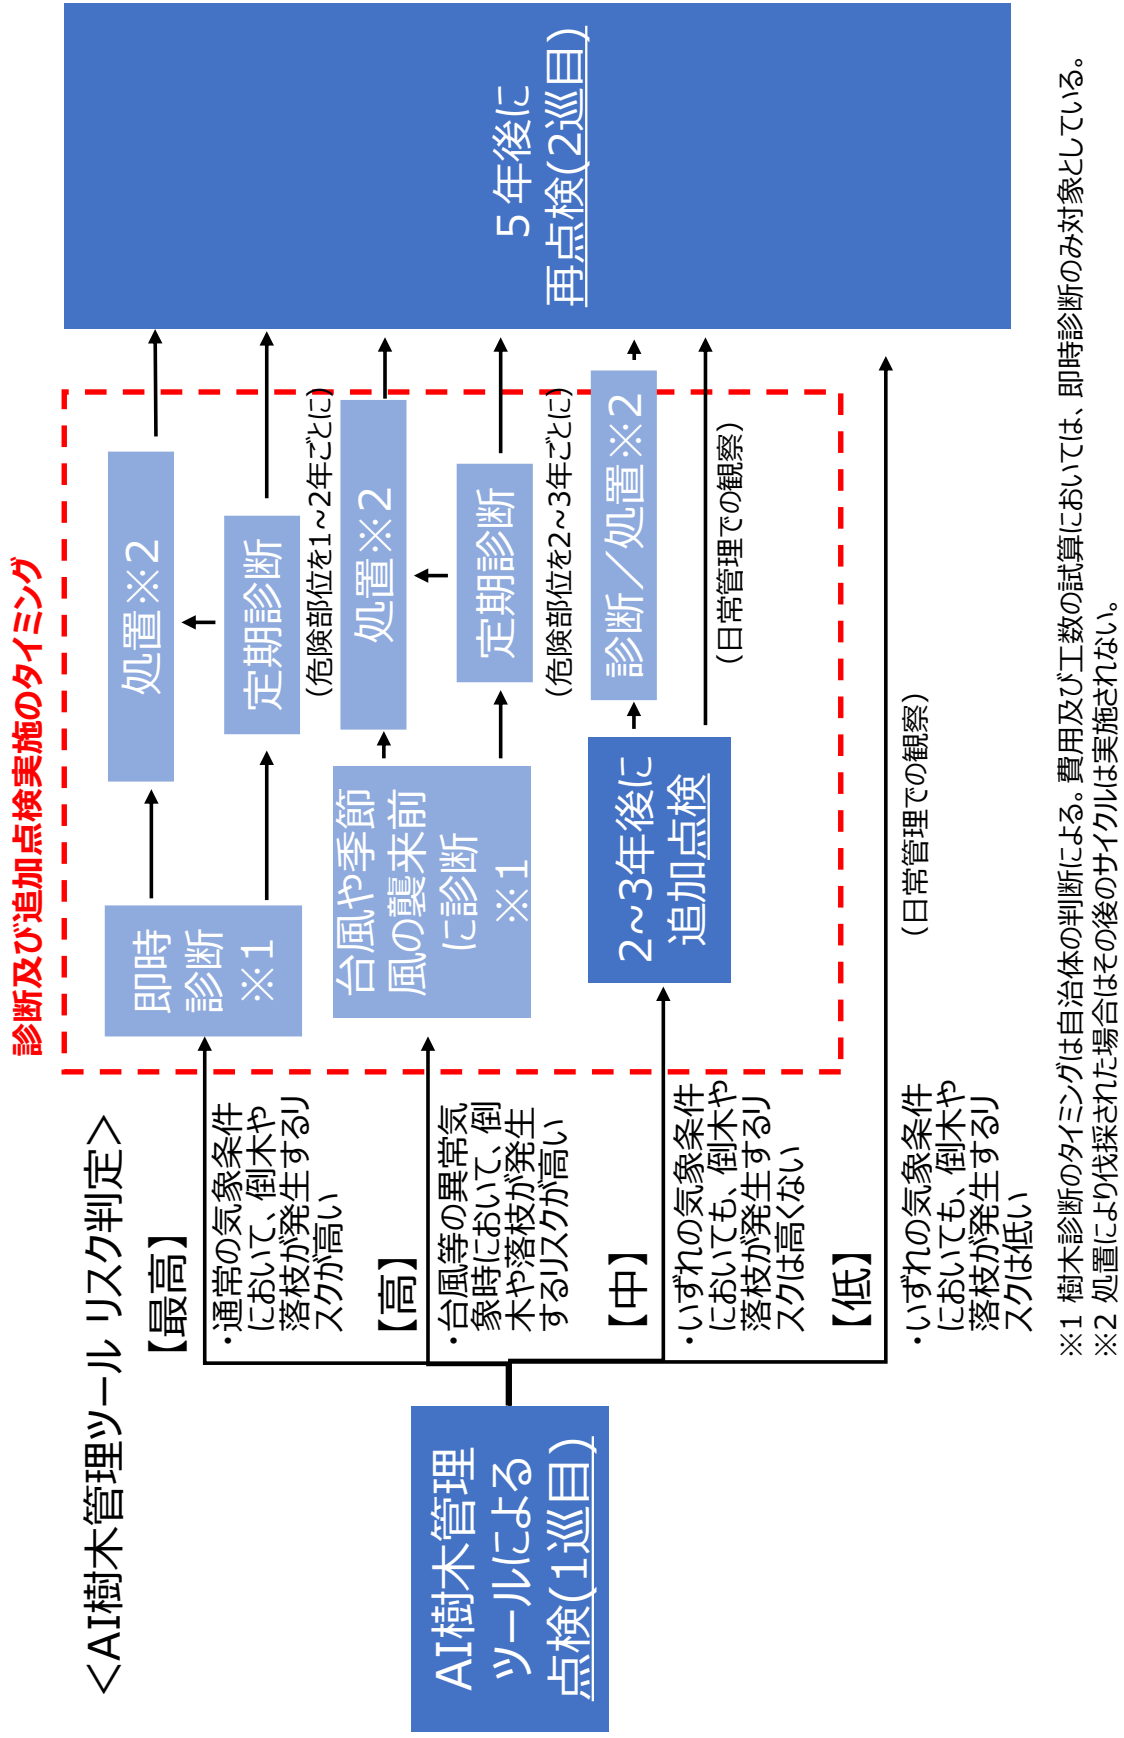 診断及び追加点検実施のタイミング
＜AI樹木管理ツール リスク判定＞
AI樹木管理
ツールによる
点検(1巡目)
【最高】
・通常の気象条件
において、倒木や
落枝が発生するリ
スクが高い
即時
診断
※1
処置※2
定期診断
（危険部位を1~2年ごとに）
【高】
・台風等の異常気
象時において、倒
木や落枝が発生
するリスクが高い
台風や季節
風の襲来前
に診断
※1
処置※2
定期診断
（危険部位を2~3年ごとに）
【中】
・いずれの気象条件
においても、倒木や
落枝が発生するリ
スクは高くない
2~3年後に
追加点検
診断／処置※2
（日常管理での観察）
【低】
・いずれの気象条件
においても、倒木や
落枝が発生するリ
スクは低い
（日常管理での観察）
５年後に
再点検(2巡目)
※1 樹木診断のタイミングは自治体の判断による。費用及び工数の試算においては、即時診断のみ対象としている。
※2 処置により伐採された場合はその後のサイクルは実施されない。